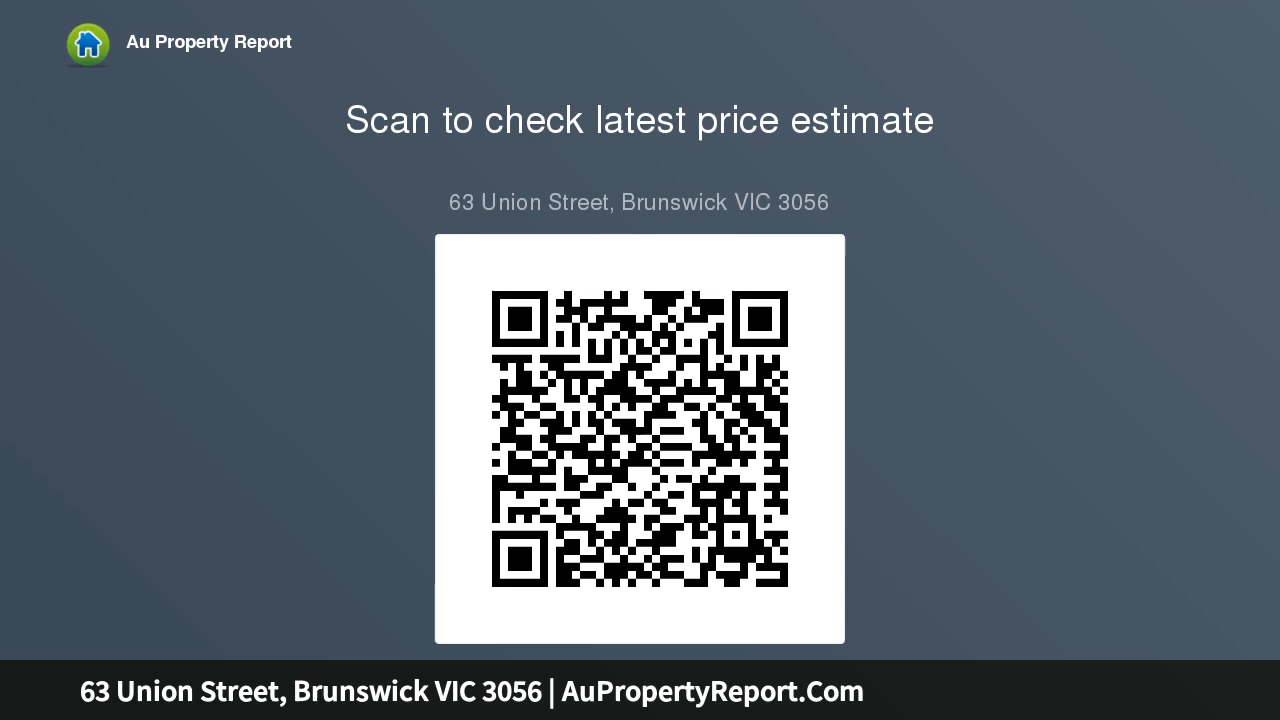 Au Property Report
Scan to check latest price estimate
63 Union Street, Brunswick VIC 3056
63 Union Street, Brunswick VIC 3056 | AuPropertyReport.Com